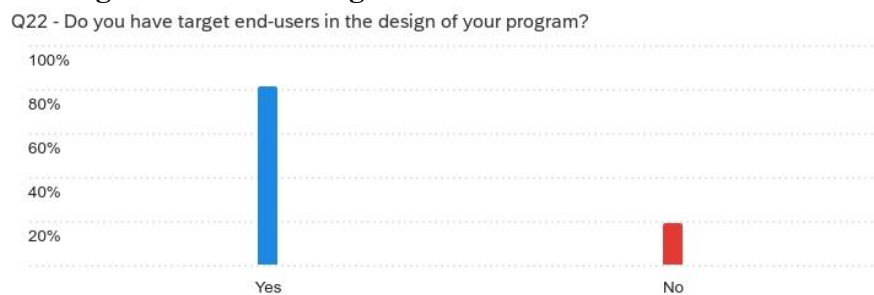 Q22 - Do you have target end-users in the design of your program?
100%
80%
60%
40%
20%
Yes
No